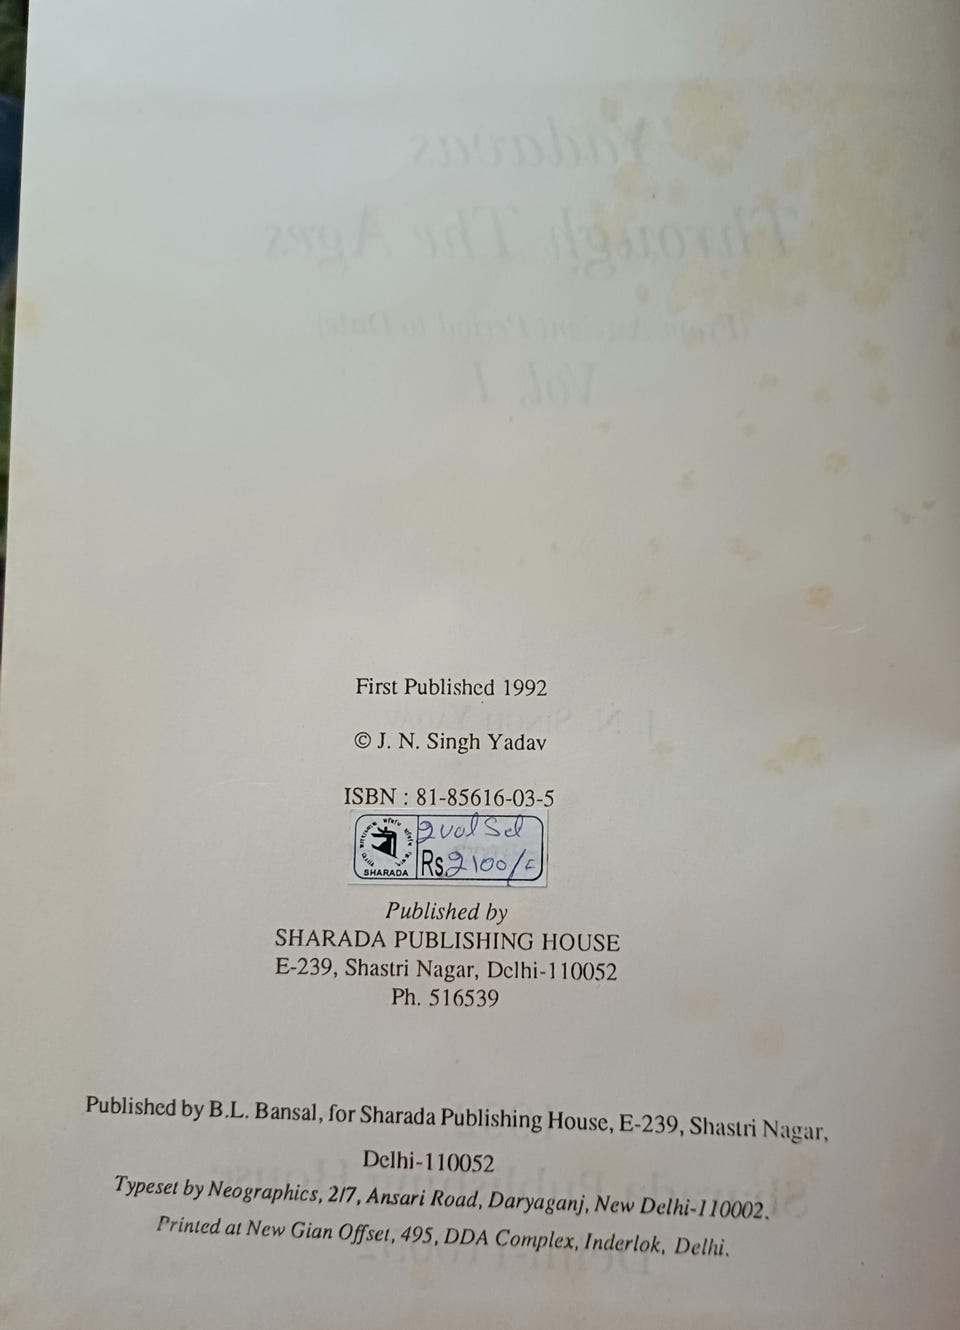 First Published 1992
© J. N. Singh Yadav
ISBN : 81-85616-03-5
2 vol Set
Rs 2100/-
SHARADA
Published by
SHARADA PUBLISHING HOUSE
E-239, Shastri Nagar, Delhi-110052
Ph. 516539
Published by B.L. Bansal, for Sharada Publishing House, E-239, Shastri Nagar,
Delhi-110052
Typeset by Neographics, 2/7, Ansari Road, Daryaganj, New Delhi-110002.
Printed at New Gian Offset, 495, DDA Complex, Inderlok, Delhi.